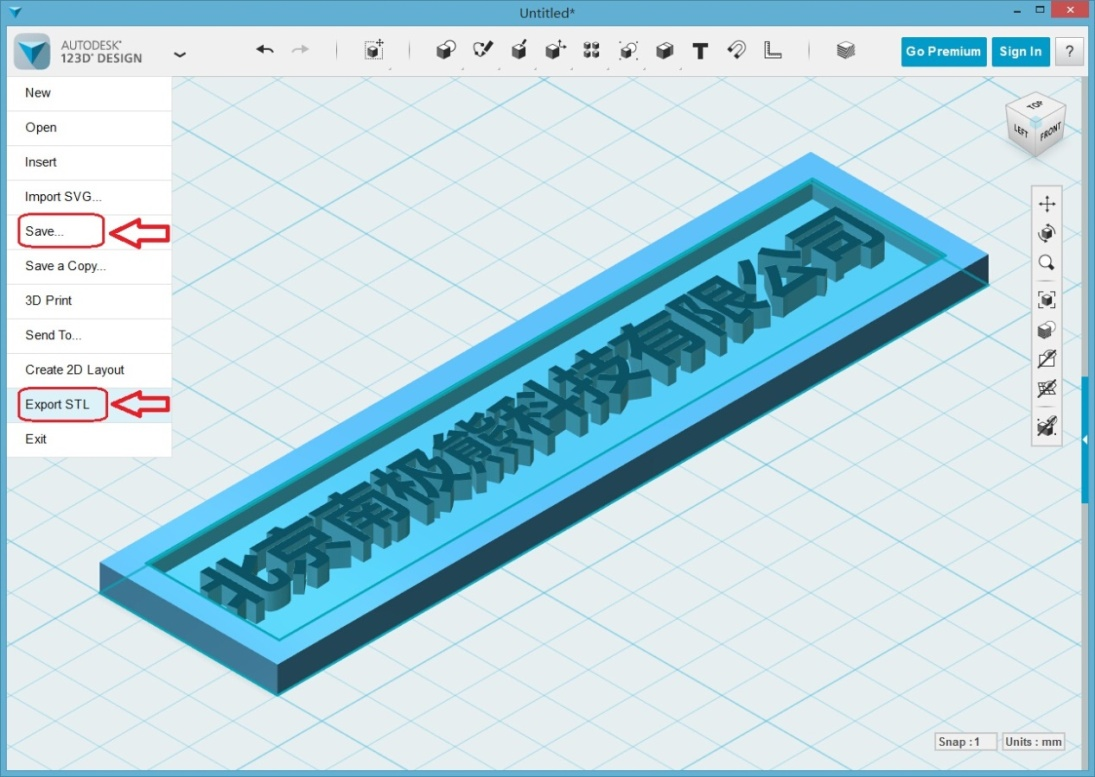 Untitled*
AUTODESK®
123D® DESIGN
Go Premium
Sign In
?
New
Open
Insert
Import SVG...
Save...
Save a Copy...
3D Print
Send To...
Create 2D Layout
Export STL
Exit
TOP
LEFT
FRONT
北京南极熊科技有限公司
Snap : 1
Units : mm